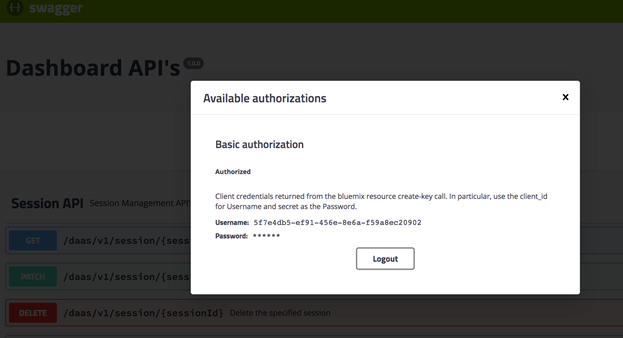 swagger
Dashboard API's 1.0.0
Available authorizations x
Basic authorization
Authorized
Client credentials returned from the bluemix resource create-key call. In particular, use the client_id
for Username and secret as the Password.
Username: 5f7e4db5-ef91-456e-8e6a-f59a8ec20902
Password: ******
Logout
Session API Session Management API
GET /daas/v1/session/{sess
PATCH /daas/v1/session/{sess
DELETE /daas/v1/session/{sessionId} Delete the specified session